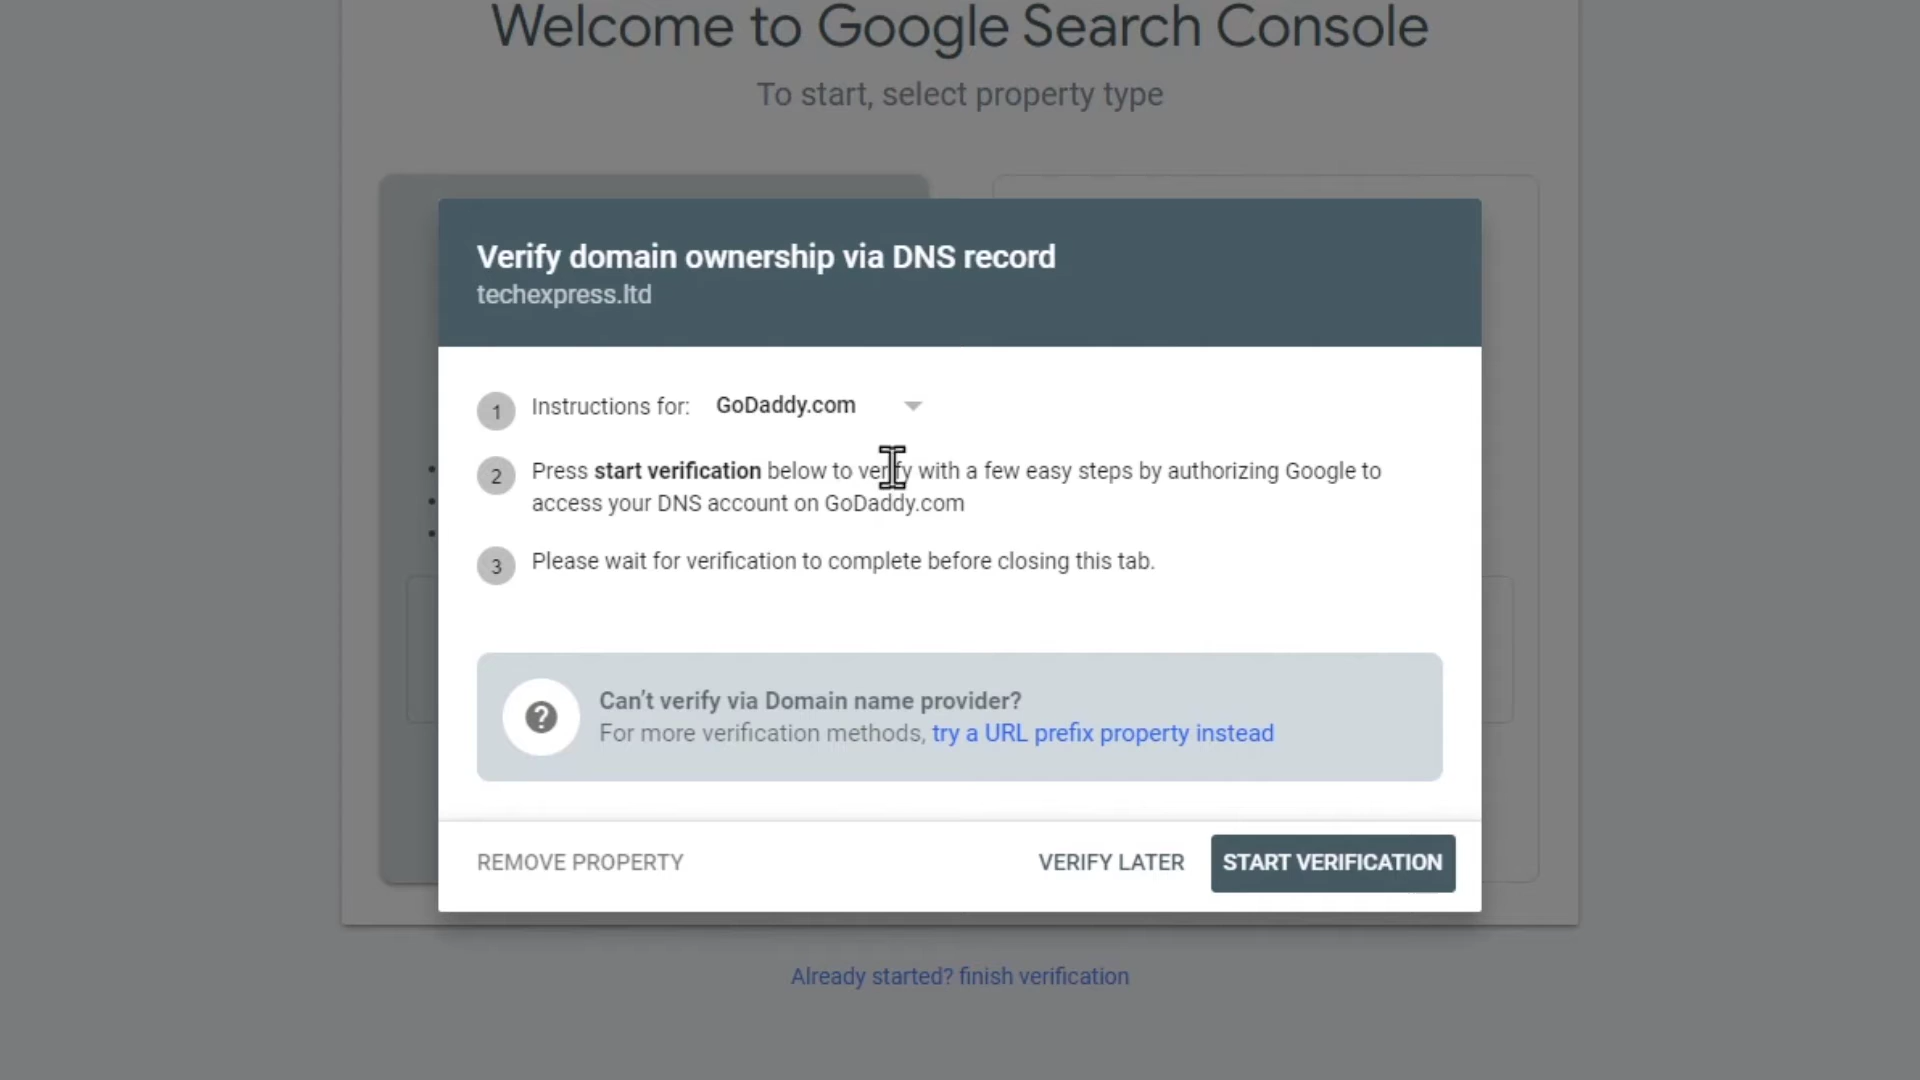 Welcome to Google Search Console
To start, select property type
Verify domain ownership via DNS record
techexpress.ltd
1 Instructions for: GoDaddy.com
2 Press start verification below to verify with a few easy steps by authorizing Google to
access your DNS account on GoDaddy.com
3 Please wait for verification to complete before closing this tab.
? Can't verify via Domain name provider?
For more verification methods, try a URL prefix property instead
REMOVE PROPERTY VERIFY LATER START VERIFICATION
Already started? finish verification